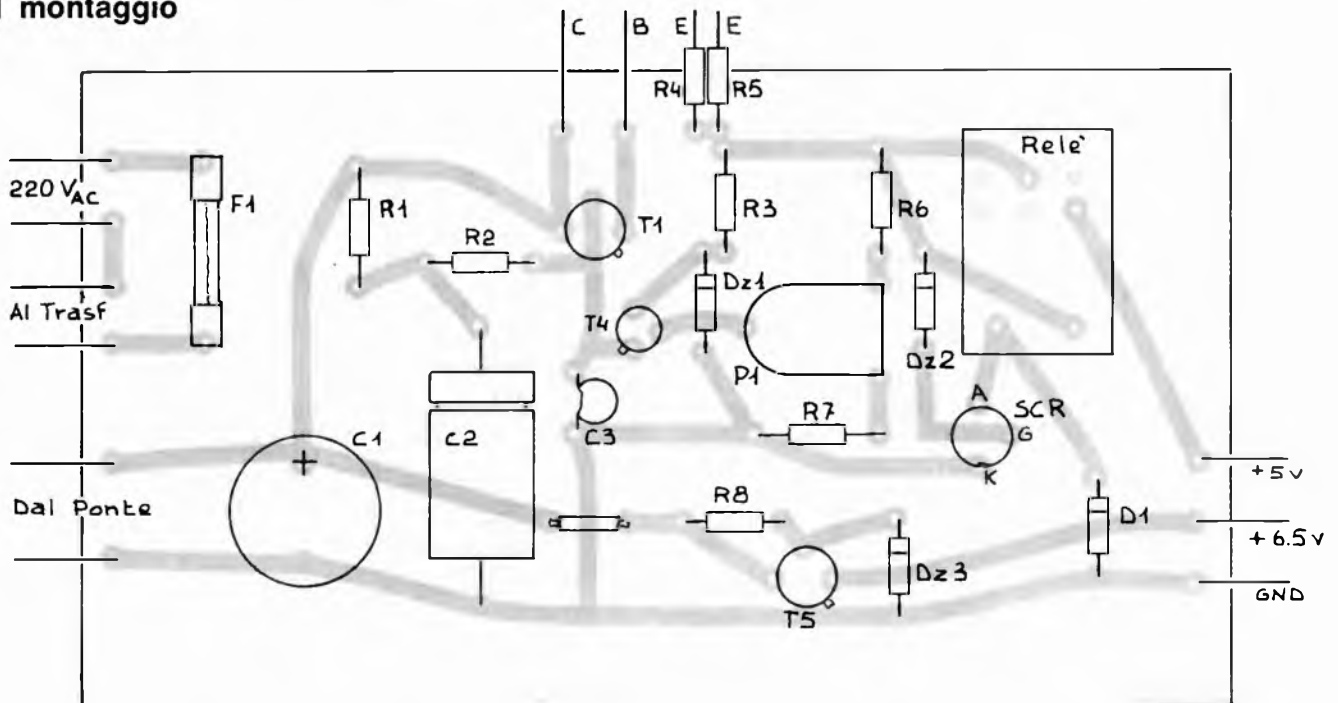 montaggio
C
B
E
E
R4
R5
Relè
220 VAC
F1
R1
T1
R3
R6
R2
Dz1
Al Trasf
T4
P1
Dz2
A
SCR
R7
G
C1
C2
C3
K
+
+5v
Dal Ponte
R8
D1
+6.5v
Dz3
GND
T5